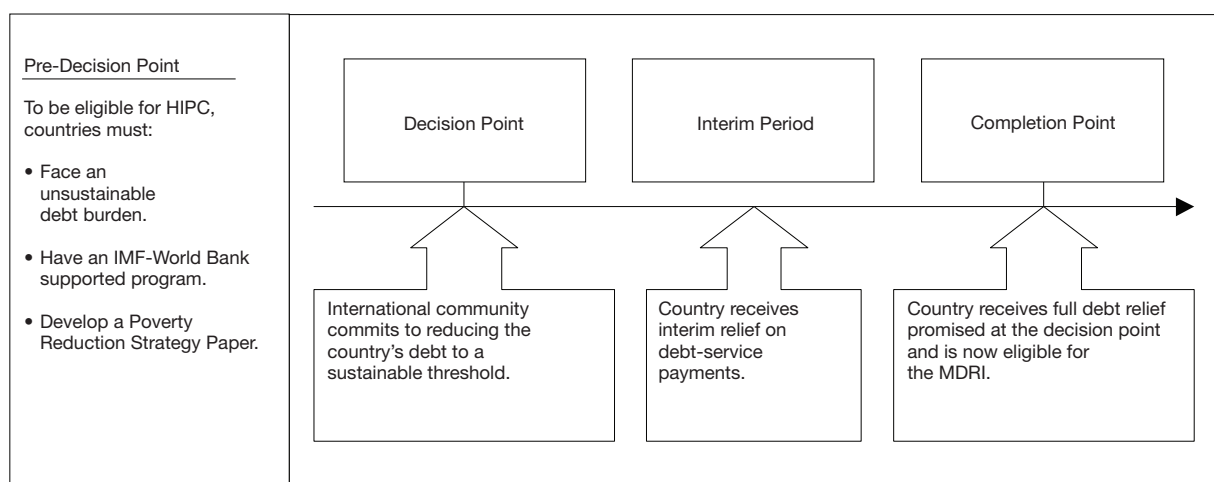 Pre-Decision Point
To be eligible for HIPC,
countries must:
• Face an
unsustainable
debt burden.
• Have an IMF-World Bank
supported program.
• Develop a Poverty
Reduction Strategy Paper.
Decision Point
Interim Period
Completion Point
International community
commits to reducing the
country’s debt to a
sustainable threshold.
Country receives
interim relief on
debt-service
payments.
Country receives full debt relief
promised at the decision point
and is now eligible for
the MDRI.